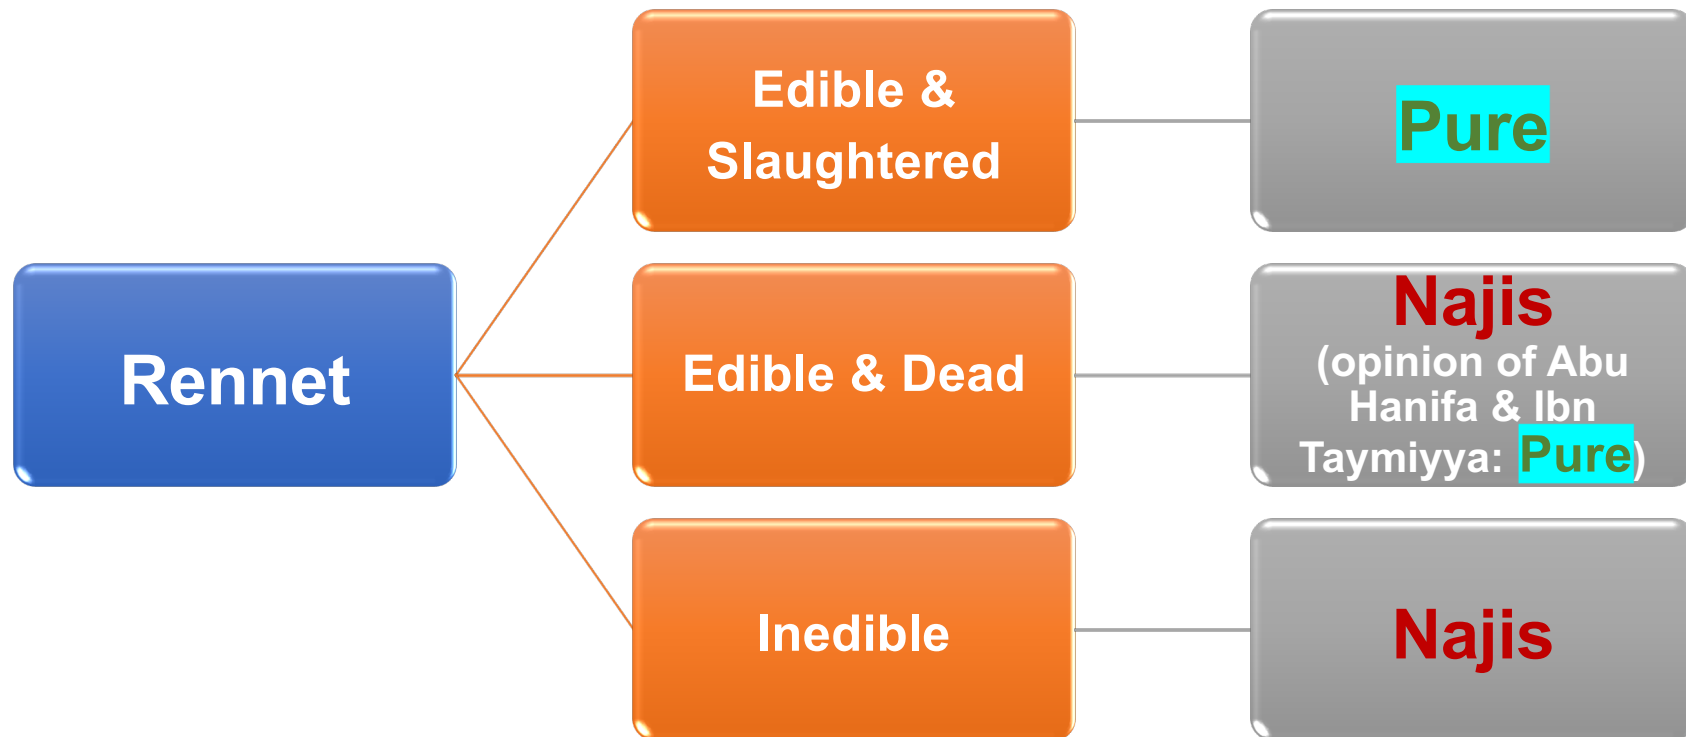 Rennet
Edible &
Slaughtered
Pure
Edible & Dead
Najis
(opinion of Abu
Hanifa & Ibn
Taymiyya: Pure)
Inedible
Najis